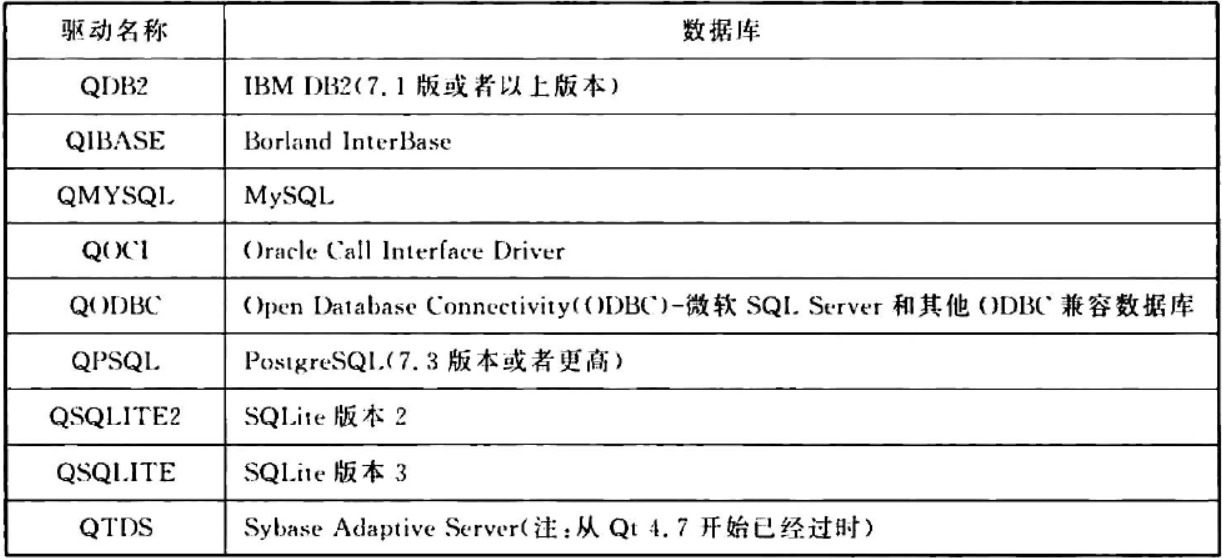 驱动名称 数据库
QDB2 IBM DB2(7.1 版或者以上版本)
QIBASE Borland InterBase
QMYSQL MySQL
QOCI Oracle Call Interface Driver
QODBC Open Database Connectivity(ODBC)-微软 SQL Server 和其他 ODBC 兼容数据库
QPSQL PostgreSQL(7.3 版本或者更高)
QSQLITE2 SQLite 版本 2
QSQLITE SQLite 版本 3
QTDS Sybase Adaptive Server(注:从 Qt 4.7 开始已经过时)